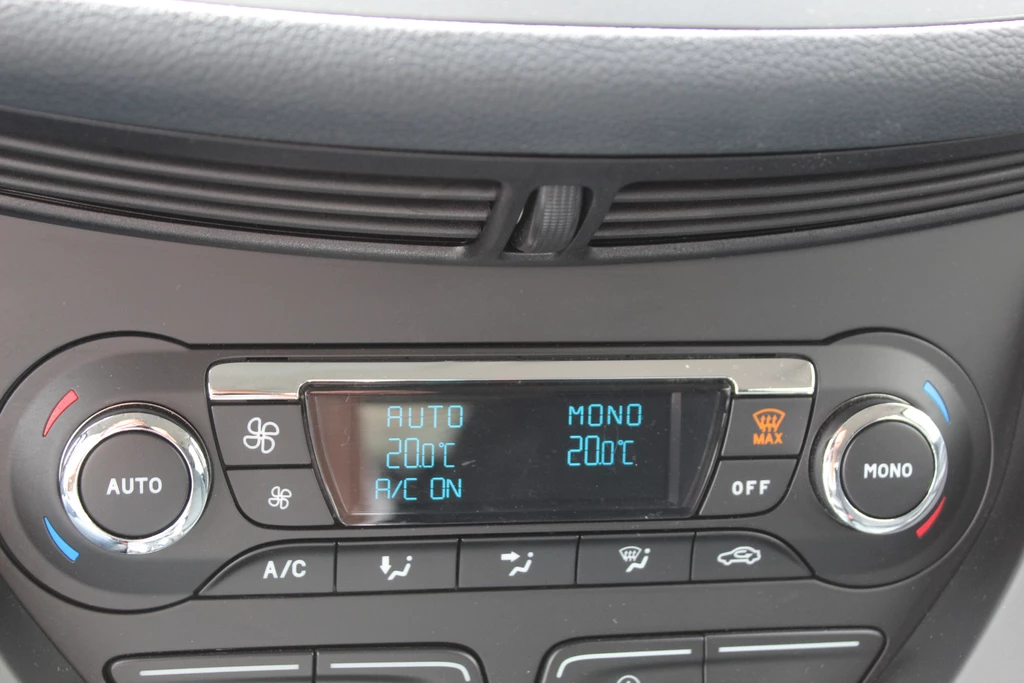 AUTO MONO
20.0°C 20.0°C
A/C ON
MAX
AUTO
OFF
MONO
A/C